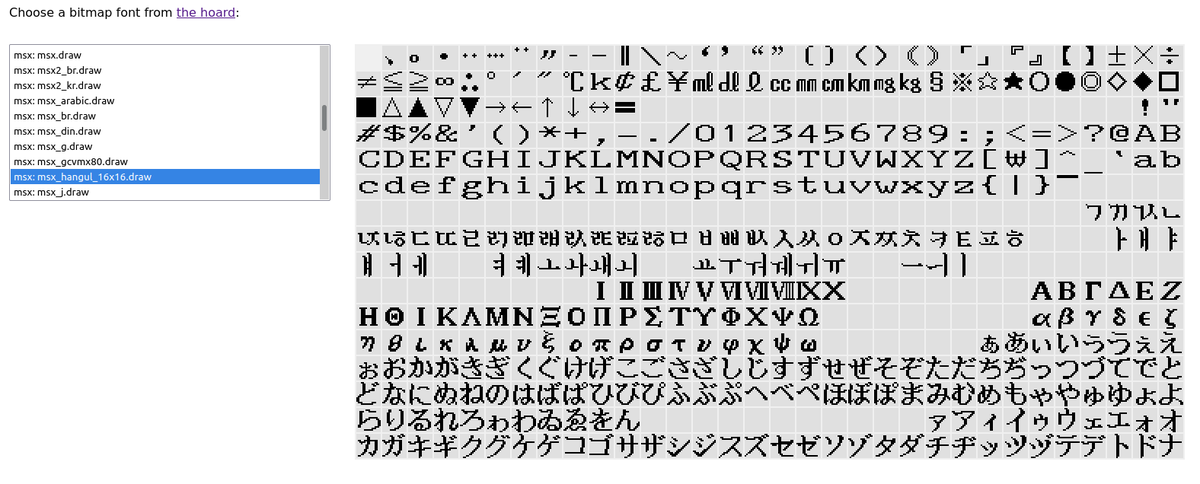 Choose a bitmap font from the hoard:
msx: msx.draw
msx: msx2_br.draw
msx: msx2_kr.draw
msx: msx_arabic.draw
msx: msx_br.draw
msx: msx_din.draw
msx: msx_g.draw
msx: msx_gcvmx80.draw
msx: msx_hangul_16x16.draw
msx: msx_j.draw
、 。 · ‥ … ¨ 〃 - – ∥ \ ∼ ‘ ’ “ ” 〔 〕 〈 〉 《 》 「 」 『 』 【 】 ± × ÷
≠ ≦ ≧ ∞ ∴ ° ′ ″ ℃ k ¢ £ ¥ ㎖ ㎗ ℓ ㏄ ㎜ ㎝ ㎞ ㎎ ㎏ § ※ ☆ ★ ○ ● ◎ ◇ ◆ □
■ △ ▲ ▽ ▼ → ← ↑ ↓ ↔ 〓 ! "
# $ % & ' ( ) * + , - . / 0 1 2 3 4 5 6 7 8 9 : ; < = > ? @ A B
C D E F G H I J K L M N O P Q R S T U V W X Y Z [ ₩ ] ^ _ ` a b
c d e f g h i j k l m n o p q r s t u v w x y z { | } ‾
ㄱ ㄲ ㄳ ㄴ
ㄵ ㄶ ㄷ ㄸ ㄹ ㄺ ㄻ ㄼ ㄽ ㄾ ㄿ ㅀ ㅁ ㅂ ㅃ ㅄ ㅅ ㅆ ㅇ ㅈ ㅉ ㅊ ㅋ ㅌ ㅍ ㅎ ㅏ ㅐ ㅑ
ㅒ ㅓ ㅔ ㅕ ㅖ ㅗ ㅘ ㅙ ㅚ ㅛ ㅜ ㅝ ㅞ ㅟ ㅠ ㅡ ㅢ ㅣ
Ⅰ Ⅱ Ⅲ Ⅳ Ⅴ Ⅵ Ⅶ Ⅷ Ⅸ Ⅹ Α Β Γ Δ Ε Ζ
Η Θ Ι Κ Λ Μ Ν Ξ Ο Π Ρ Σ Τ Υ Φ Χ Ψ Ω α β γ δ ε ζ
η θ ι κ λ μ ν ξ ο π ρ σ τ υ φ χ ψ ω ぁ あ ぃ い ぅ う ぇ え
ぉ お か が き ぎ く ぐ け げ こ ご さ ざ し じ す ず せ ぜ そ ぞ た だ ち ぢ っ つ づ て で と
ど な に ぬ ね の は ば ぱ ひ び ぴ ふ ぶ ぷ へ べ ぺ ほ ぼ ぽ ま み む め も ゃ や ゅ ゆ ょ よ
ら り る れ ろ ゎ わ ゐ ゑ を ん ァ ア ィ イ ゥ ウ ェ エ ォ オ
カ ガ キ ギ ク グ ケ ゲ コ ゴ サ ザ シ ジ ス ズ セ ゼ ソ ゾ タ ダ チ ヂ ッ ツ ヅ テ デ ト ド ナ